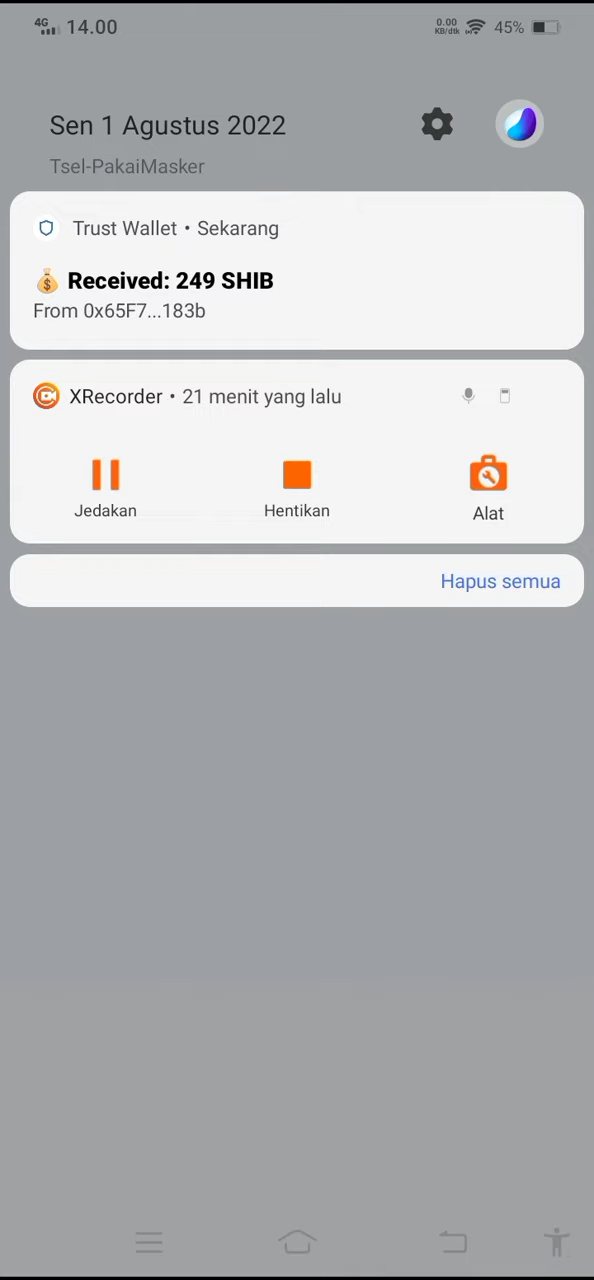 4G 14.00 0.00 KB/dtk 45%
Sen 1 Agustus 2022
Tsel-PakaiMasker
Trust Wallet • Sekarang
Received: 249 SHIB
From 0x65F7...183b
XRecorder • 21 menit yang lalu
Jedakan Hentikan Alat
Hapus semua